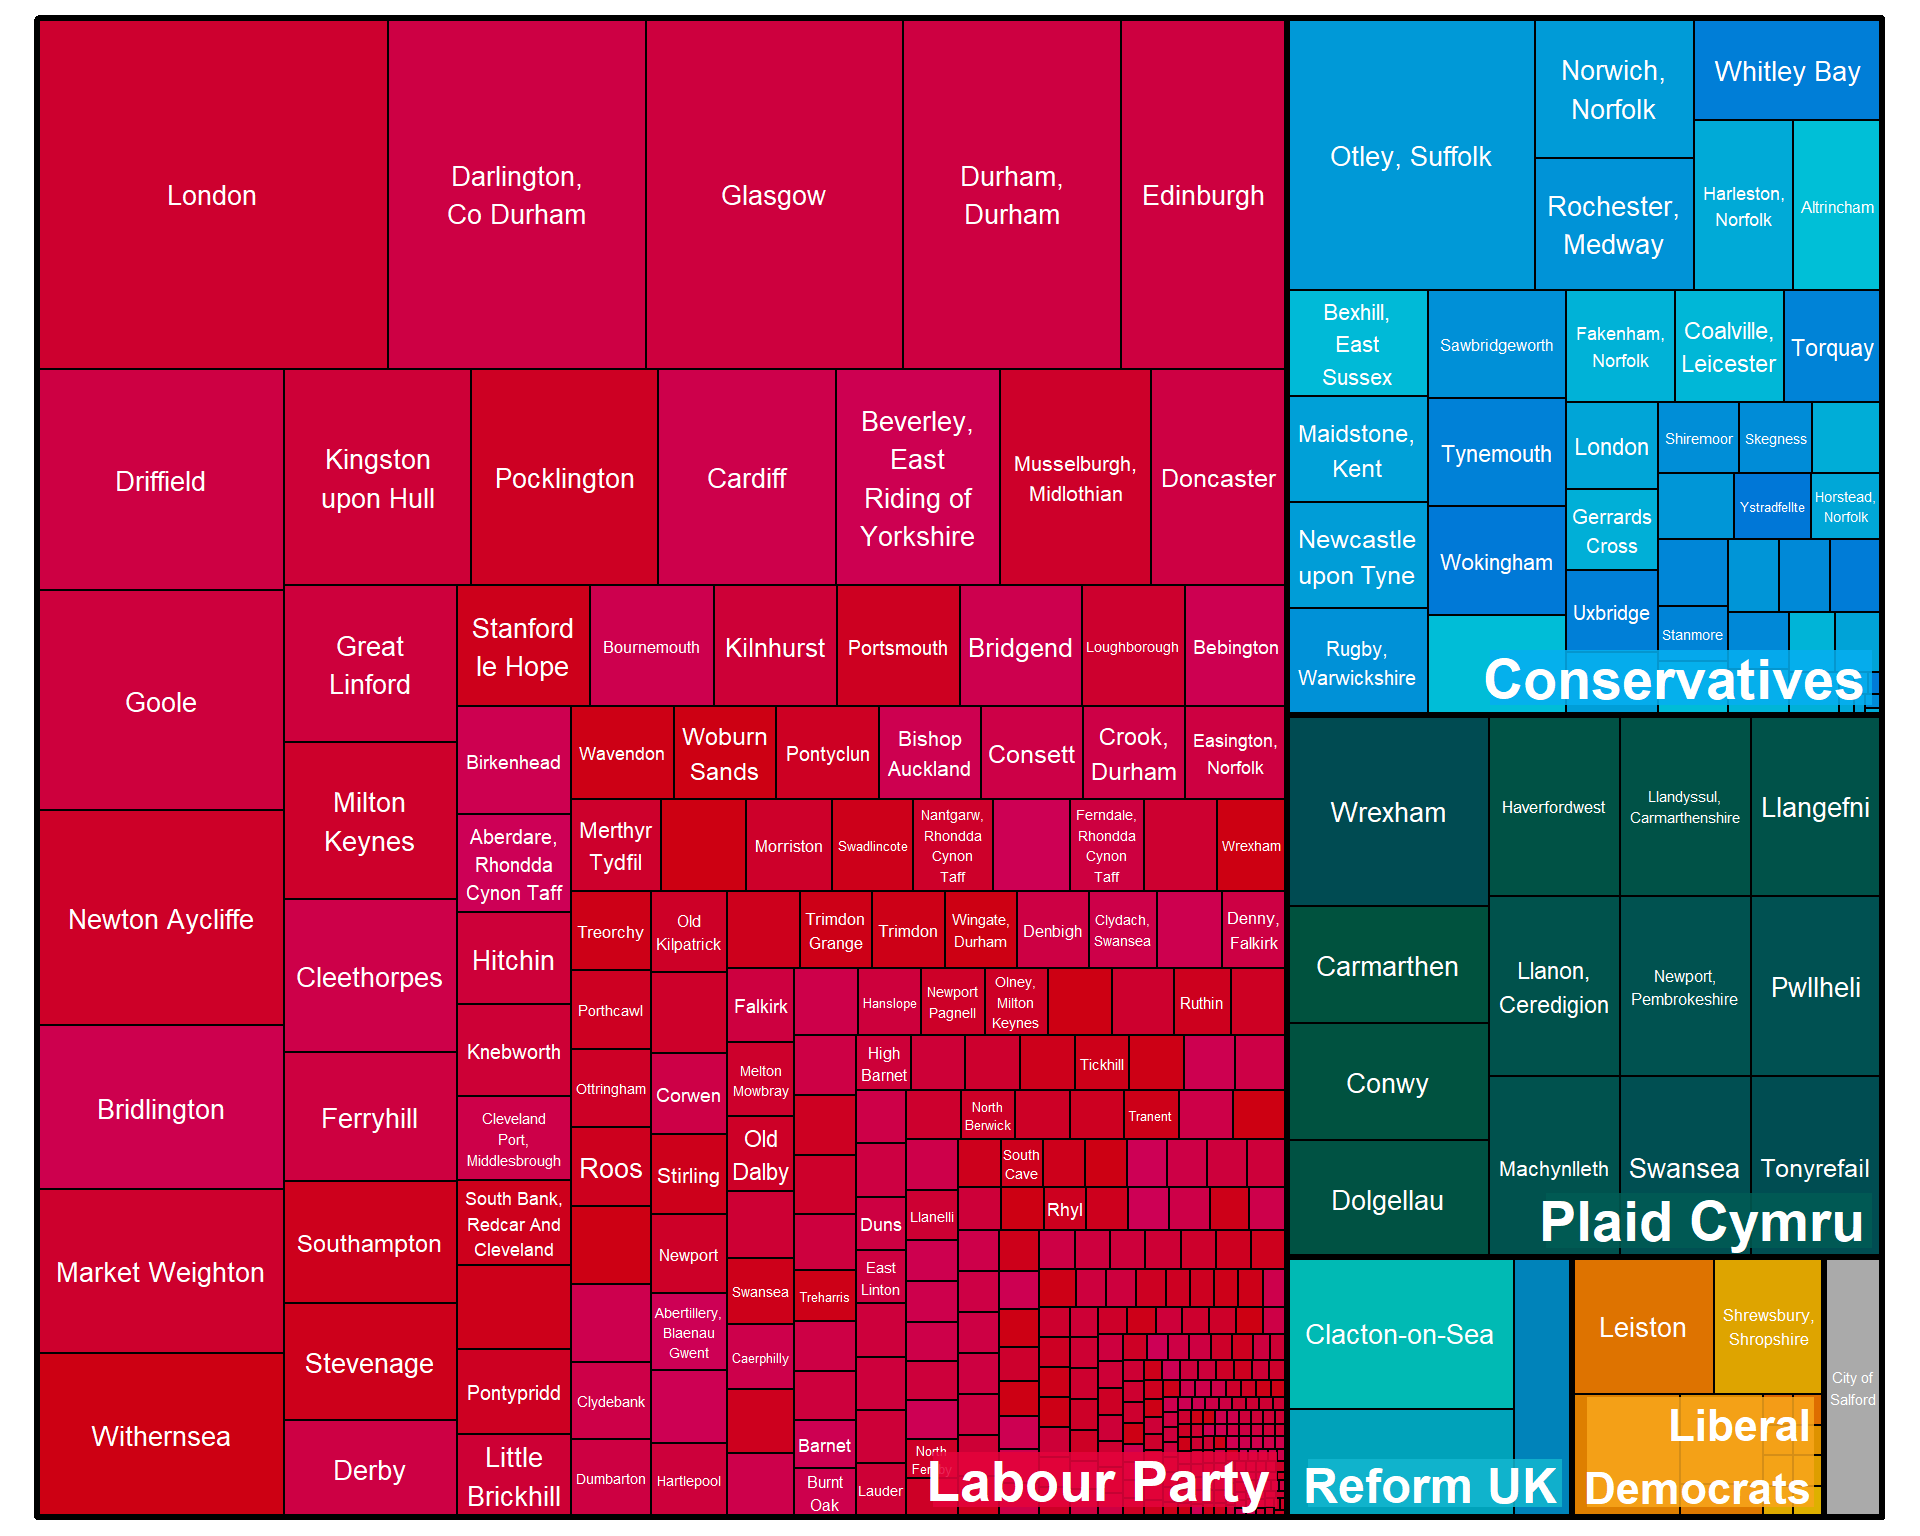 London
Darlington,
Co Durham
Glasgow
Durham,
Durham
Edinburgh
Driffield
Kingston
upon Hull
Pocklington
Cardiff
Beverley,
East
Riding of
Yorkshire
Musselburgh,
Midlothian
Doncaster
Goole
Great
Linford
Stanford
le Hope
Bournemouth
Kilnhurst
Portsmouth
Bridgend
Loughborough
Bebington
Birkenhead
Wavendon
Woburn
Sands
Pontyclun
Bishop
Auckland
Consett
Crook,
Durham
Easington,
Norfolk
Newton Aycliffe
Milton
Keynes
Aberdare,
Rhondda
Cynon Taff
Merthyr
Tydfil
Morriston
Swadlincote
Nantgarw,
Rhondda
Cynon
Taff
Ferndale,
Rhondda
Cynon
Taff
Wrexham
Cleethorpes
Hitchin
Treorchy
Old
Kilpatrick
Trimdon
Grange
Trimdon
Wingate,
Durham
Denbigh
Clydach,
Swansea
Denny,
Falkirk
Knebworth
Porthcawl
Falkirk
Hanslope
Newport
Pagnell
Olney,
Milton
Keynes
Ruthin
Bridlington
Ferryhill
Cleveland
Port,
Middlesbrough
Ottringham
Corwen
Melton
Mowbray
High
Barnet
Tickhill
North
Berwick
Tranent
Roos
Stirling
Old
Dalby
South
Cave
Market Weighton
Southampton
South Bank,
Redcar And
Cleveland
Newport
Swansea
Treharris
Duns
Llanelli
Rhyl
East
Linton
Withernsea
Stevenage
Pontypridd
Abertillery,
Blaenau
Gwent
Caerphilly
Clydebank
Derby
Little
Brickhill
Dumbarton
Hartlepool
Barnet
Burnt
Oak
Lauder
North
Ferriby
Labour Party
Otley, Suffolk
Norwich,
Norfolk
Whitley Bay
Rochester,
Medway
Harleston,
Norfolk
Altrincham
Bexhill,
East
Sussex
Sawbridgeworth
Fakenham,
Norfolk
Coalville,
Leicester
Torquay
Maidstone,
Kent
Tynemouth
London
Shiremoor
Skegness
Newcastle
upon Tyne
Wokingham
Gerrards
Cross
Ystradfellte
Horstead,
Norfolk
Rugby,
Warwickshire
Uxbridge
Stanmore
Conservatives
Wrexham
Haverfordwest
Llandyssul,
Carmarthenshire
Llangefni
Carmarthen
Llanon,
Ceredigion
Newport,
Pembrokeshire
Pwllheli
Conwy
Dolgellau
Machynlleth
Swansea
Tonyrefail
Plaid Cymru
Clacton-on-Sea
Reform UK
Leiston
Shrewsbury,
Shropshire
Liberal
Democrats
City of
Salford